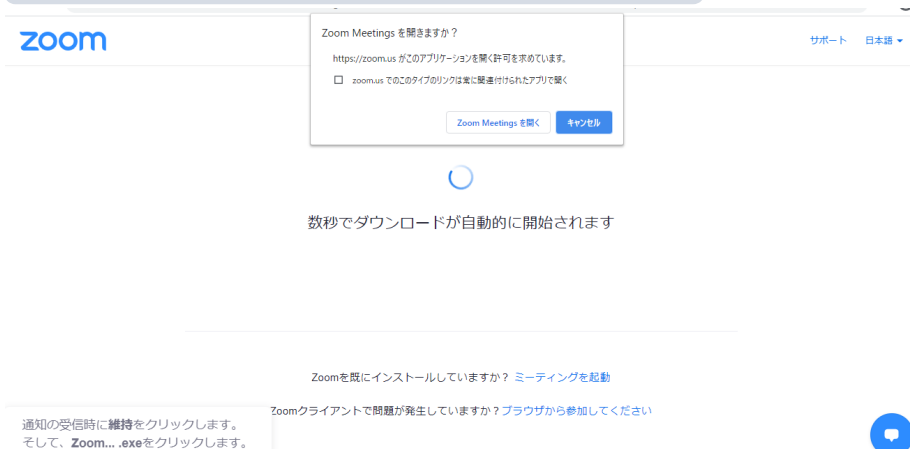 zoom
サポート 日本語
Zoom Meetings を開きますか？
https://zoom.us がこのアプリケーションを開く許可を求めています。
zoom.us でのこのタイプのリンクは常に関連付けられたアプリで開く
Zoom Meetings を開く キャンセル
数秒でダウンロードが自動的に開始されます
Zoomを既にインストールしていますか？ ミーティングを起動
Zoomクライアントで問題が発生していますか？ブラウザから参加してください
通知の受信時に維持をクリックします。
そして、Zoom... .exeをクリックします。